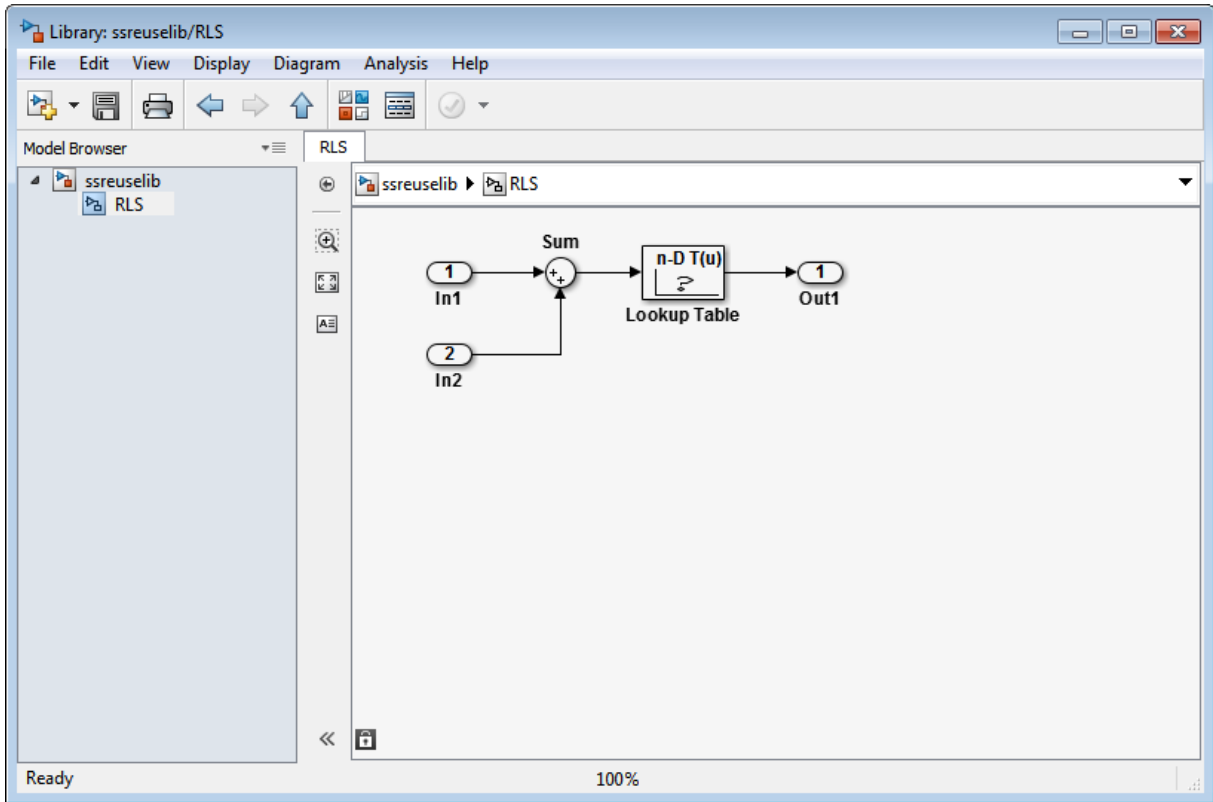 Library: ssreuselib/RLS
File Edit View Display Diagram Analysis Help
Model Browser
RLS
ssreuselib
RLS
ssreuselib RLS
Sum
n-D T(u)
1
+
+
?
1
In1
Lookup Table
Out1
2
In2
Ready
100%